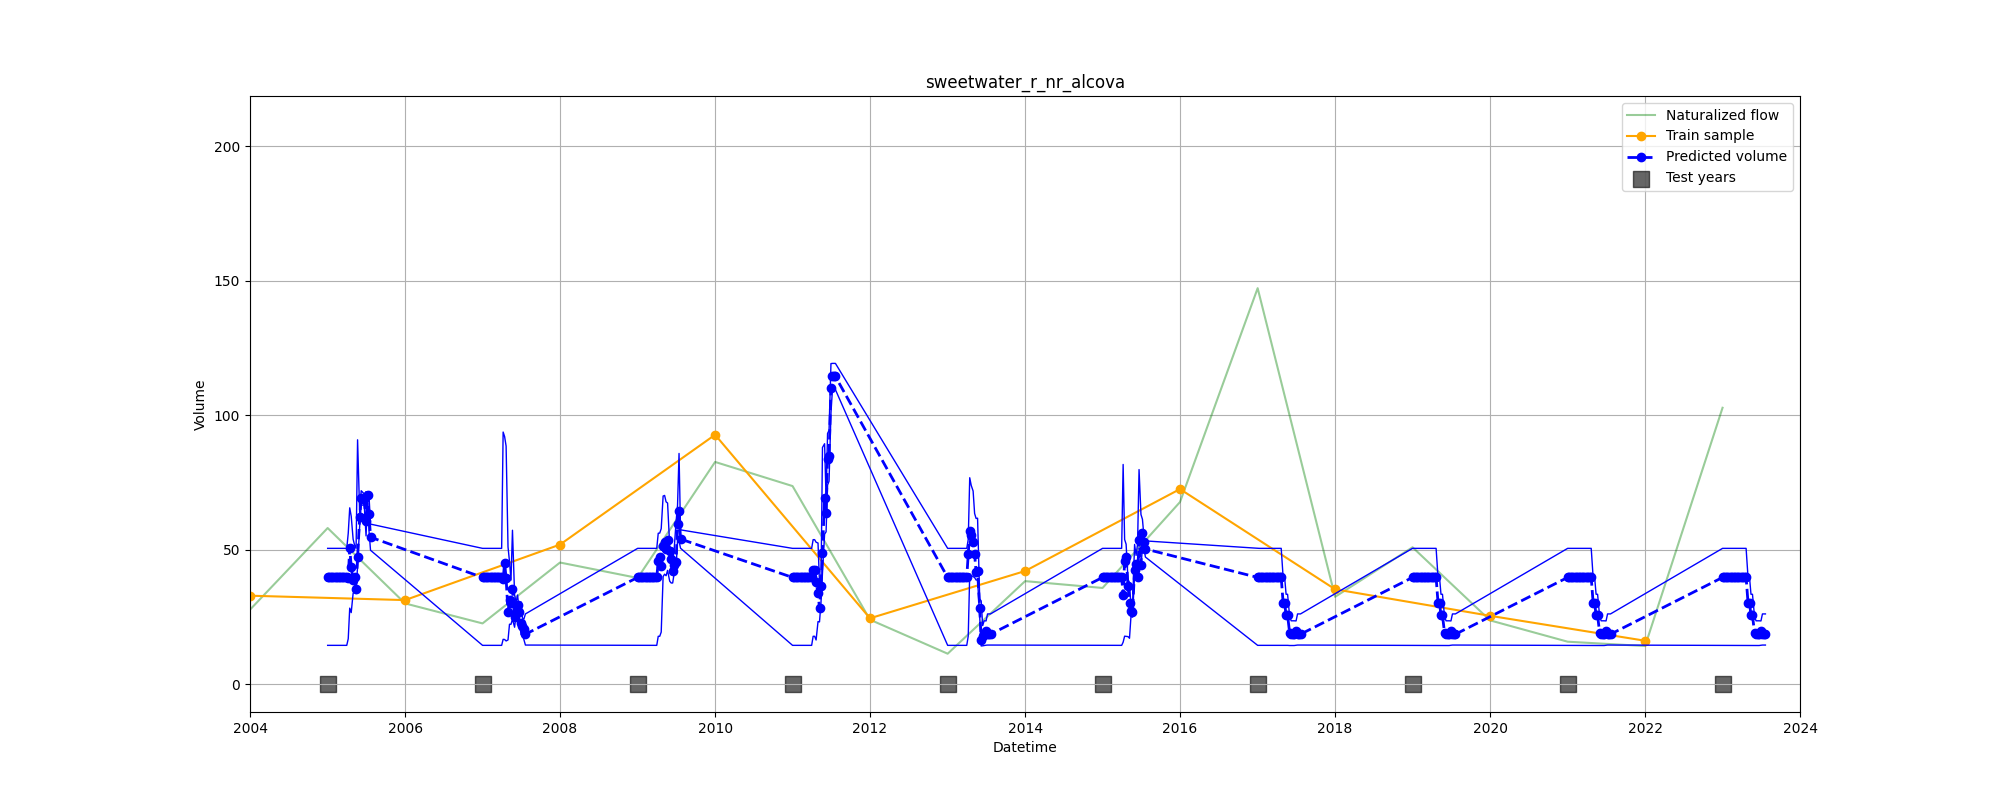 sweetwater_r_nr_alcova
Naturalized flow
Train sample
Predicted volume
Test years
Volume
200
150
100
50
0
2004 2006 2008 2010 2012 2014 2016 2018 2020 2022 2024
Datetime